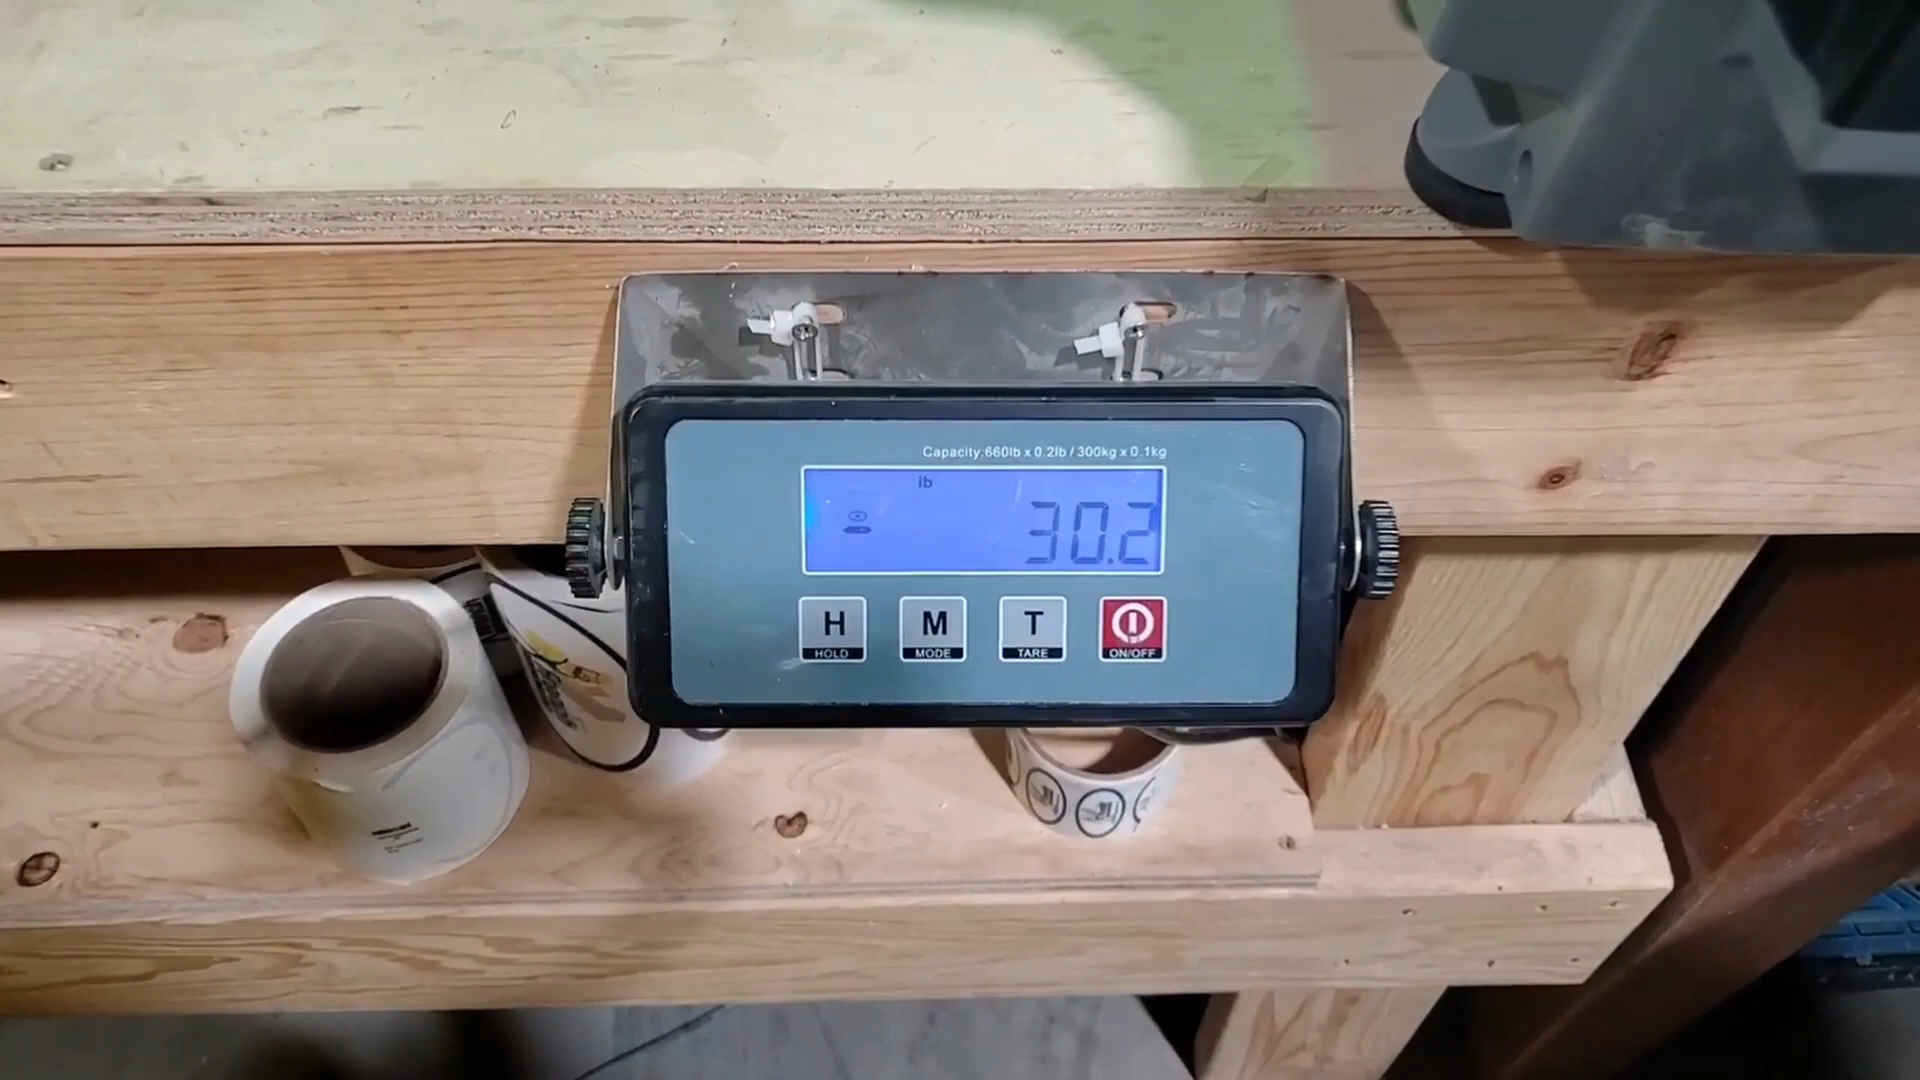 Capacity:660lb x 0.2lb / 300kg x 0.1kg
lb
30.2
H M T
HOLD MODE TARE ON/OFF